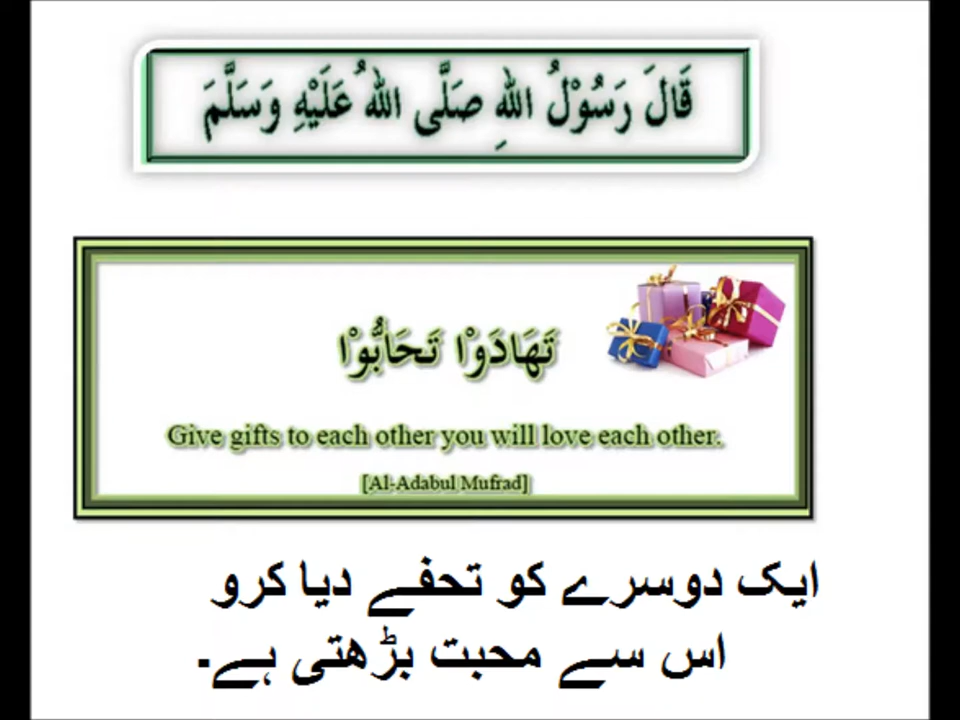 قَالَ رَسُوْلُ اللهِ صَلَّى اللهُ عَلَيْهِ وَسَلَّمَ
تَهَادَوْا تَحَابُّوْا
Give gifts to each other you will love each other.
[Al-Adabul Mufrad]
ایک دوسرے کو تحفے دیا کرو
اس سے محبت بڑھتی ہے۔